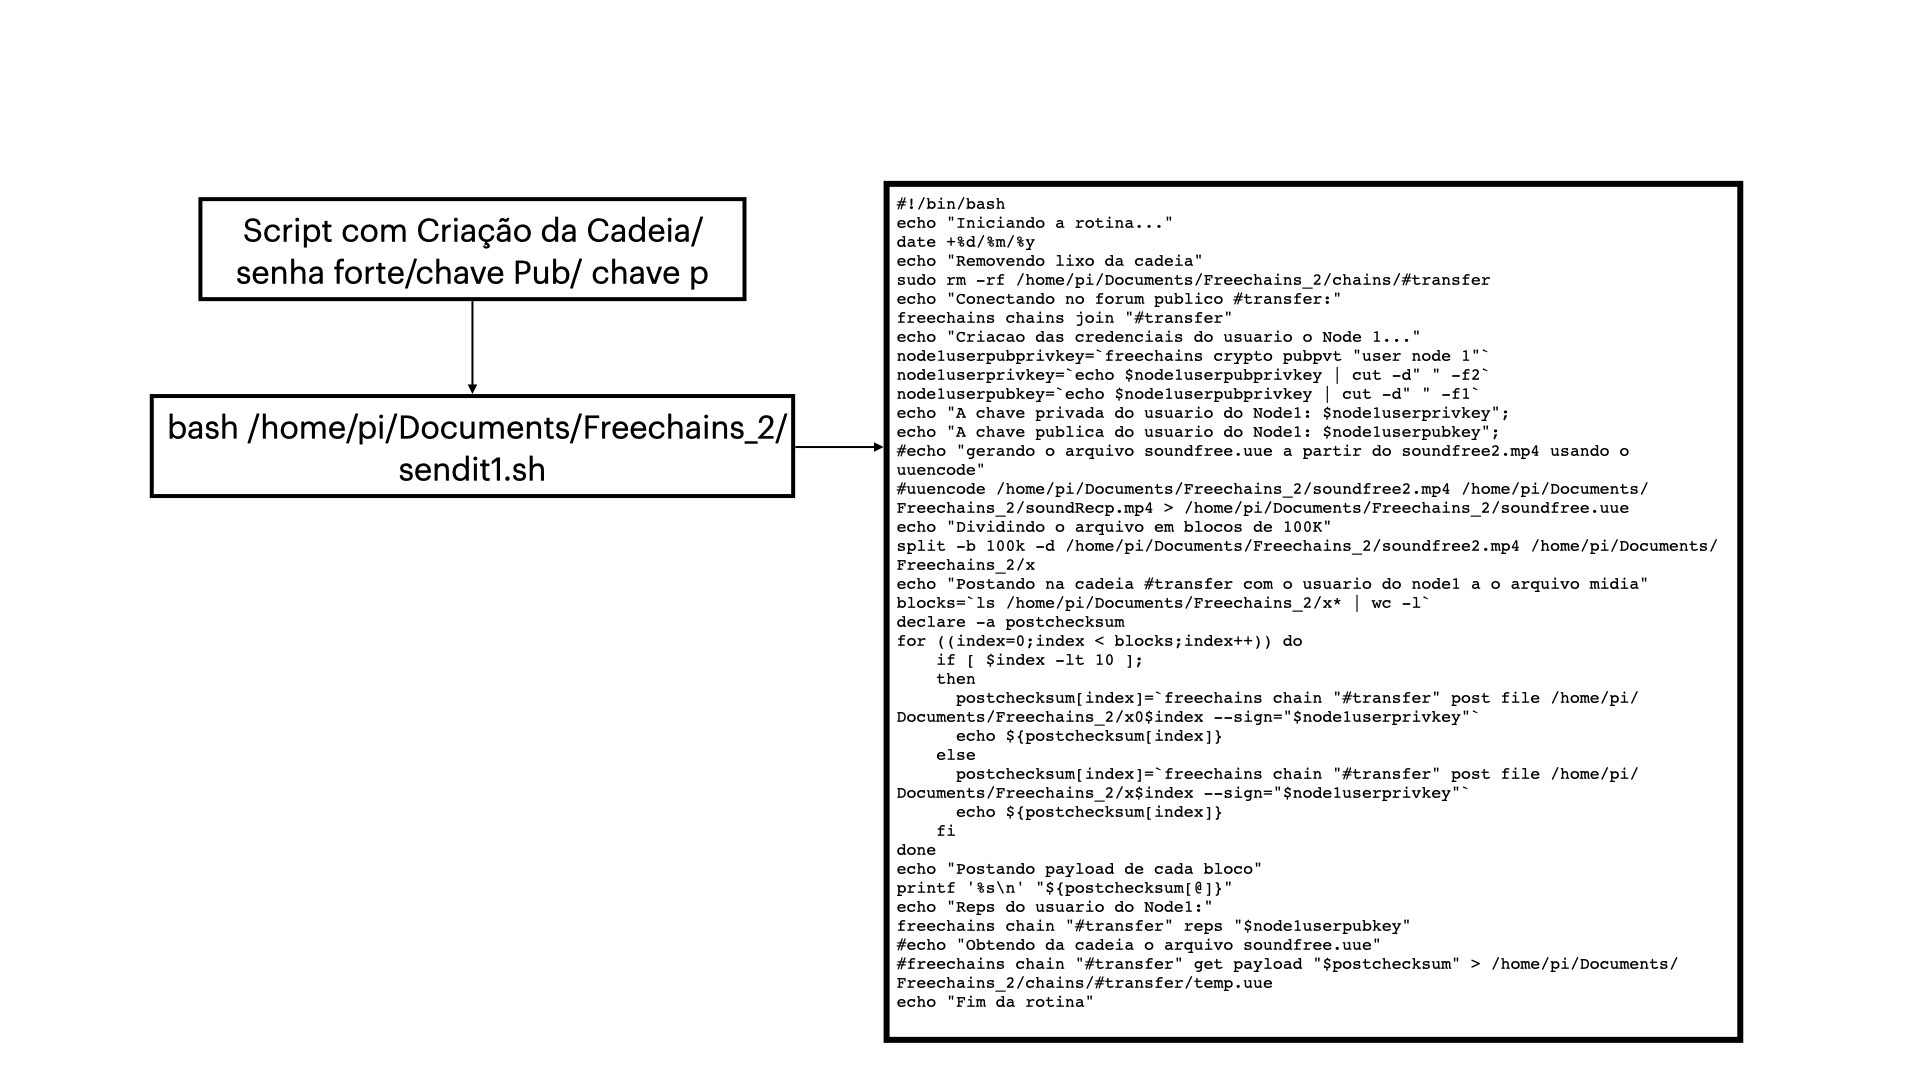 Script com Criação da Cadeia/
senha forte/chave Pub/ chave p
bash /home/pi/Documents/Freechains_2/
sendit1.sh
#!/bin/bash
echo "Iniciando a rotina..."
date +%d/%m/%y
echo "Removendo lixo da cadeia"
sudo rm -rf /home/pi/Documents/Freechains_2/chains/#transfer
echo "Conectando no forum publico #transfer:"
freechains chains join "#transfer"
echo "Criacao das credenciais do usuario o Node 1..."
node1userpubprivkey=`freechains crypto pubpvt "user node 1"`
node1userprivkey=`echo $node1userpubprivkey | cut -d" " -f2`
node1userpubkey=`echo $node1userpubprivkey | cut -d" " -f1`
echo "A chave privada do usuario do Node1: $node1userprivkey";
echo "A chave publica do usuario do Node1: $node1userpubkey";
#echo "gerando o arquivo soundfree.uue a partir do soundfree2.mp4 usando o
uuencode"
#uuencode /home/pi/Documents/Freechains_2/soundfree2.mp4 /home/pi/Documents/
Freechains_2/soundRecp.mp4 > /home/pi/Documents/Freechains_2/soundfree.uue
echo "Dividindo o arquivo em blocos de 100K"
split -b 100k -d /home/pi/Documents/Freechains_2/soundfree2.mp4 /home/pi/Documents/
Freechains_2/x
echo "Postando na cadeia #transfer com o usuario do node1 a o arquivo midia"
blocks=`ls /home/pi/Documents/Freechains_2/x* | wc -l`
declare -a postchecksum
for ((index=0;index < blocks;index++)) do
    if [ $index -lt 10 ];
    then
      postchecksum[index]=`freechains chain "#transfer" post file /home/pi/
Documents/Freechains_2/x0$index --sign="$node1userprivkey"`
      echo ${postchecksum[index]}
    else
      postchecksum[index]=`freechains chain "#transfer" post file /home/pi/
Documents/Freechains_2/x$index --sign="$node1userprivkey"`
      echo ${postchecksum[index]}
    fi
done
echo "Postando payload de cada bloco"
printf '%s\n' "${postchecksum[@]}"
echo "Reps do usuario do Node1:"
freechains chain "#transfer" reps "$node1userpubkey"
#echo "Obtendo da cadeia o arquivo soundfree.uue"
#freechains chain "#transfer" get payload "$postchecksum" > /home/pi/Documents/
Freechains_2/chains/#transfer/temp.uue
echo "Fim da rotina"